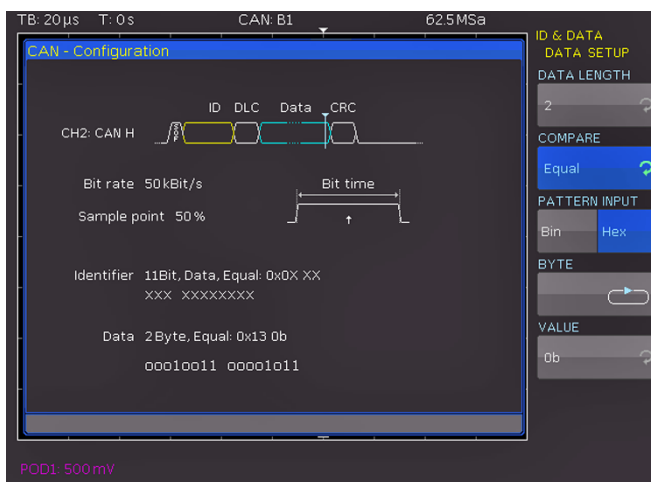 TB: 20 µs T: 0 s CAN: B1 62.5 MSa
ID & DATA
DATA SETUP
CAN - Configuration
DATA LENGTH
2
ID DLC Data CRC
CH2: CAN H
COMPARE
Equal
Bit rate 50 kBit/s Bit time
Sample point 50 %
PATTERN INPUT
Bin Hex
BYTE
Identifier 11Bit, Data, Equal: 0x0X XX
XXX XXXXXXXX
Data 2 Byte, Equal: 0x13 0b
00010011 00001011
VALUE
0b
POD1: 500 mV